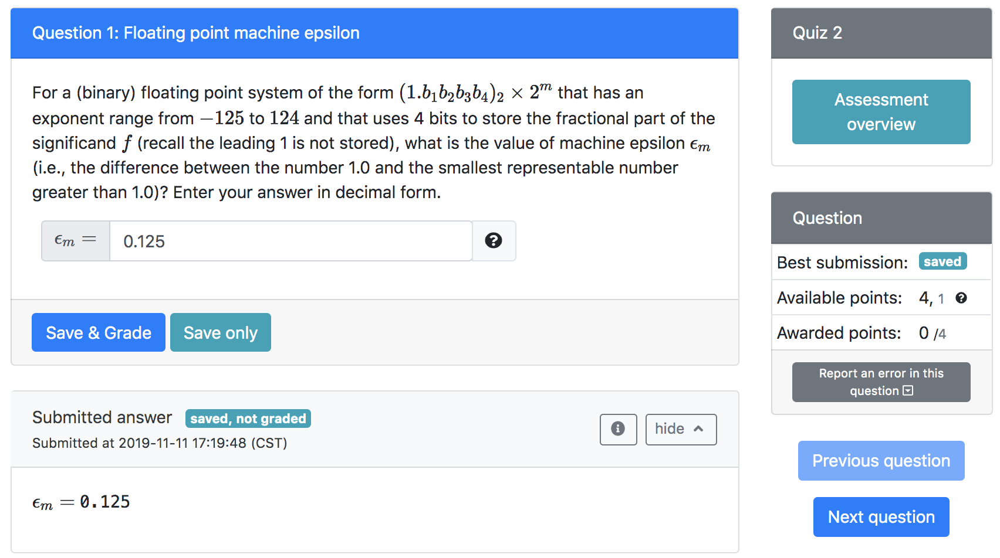 Question 1: Floating point machine epsilon
For a (binary) floating point system of the form (1.b₁b₂b₃b₄)₂ × 2ᵐ that has an
exponent range from −125 to 124 and that uses 4 bits to store the fractional part of the
significand f (recall the leading 1 is not stored), what is the value of machine epsilon ϵₘ
(i.e., the difference between the number 1.0 and the smallest representable number
greater than 1.0)? Enter your answer in decimal form.
ϵₘ = 0.125 ?
Save & Grade Save only
Submitted answer saved, not graded
Submitted at 2019-11-11 17:19:48 (CST)
i hide
ϵₘ = 0.125
Quiz 2
Assessment
overview
Question
Best submission: saved
Available points: 4, 1 ?
Awarded points: 0 /4
Report an error in this
question
Previous question
Next question